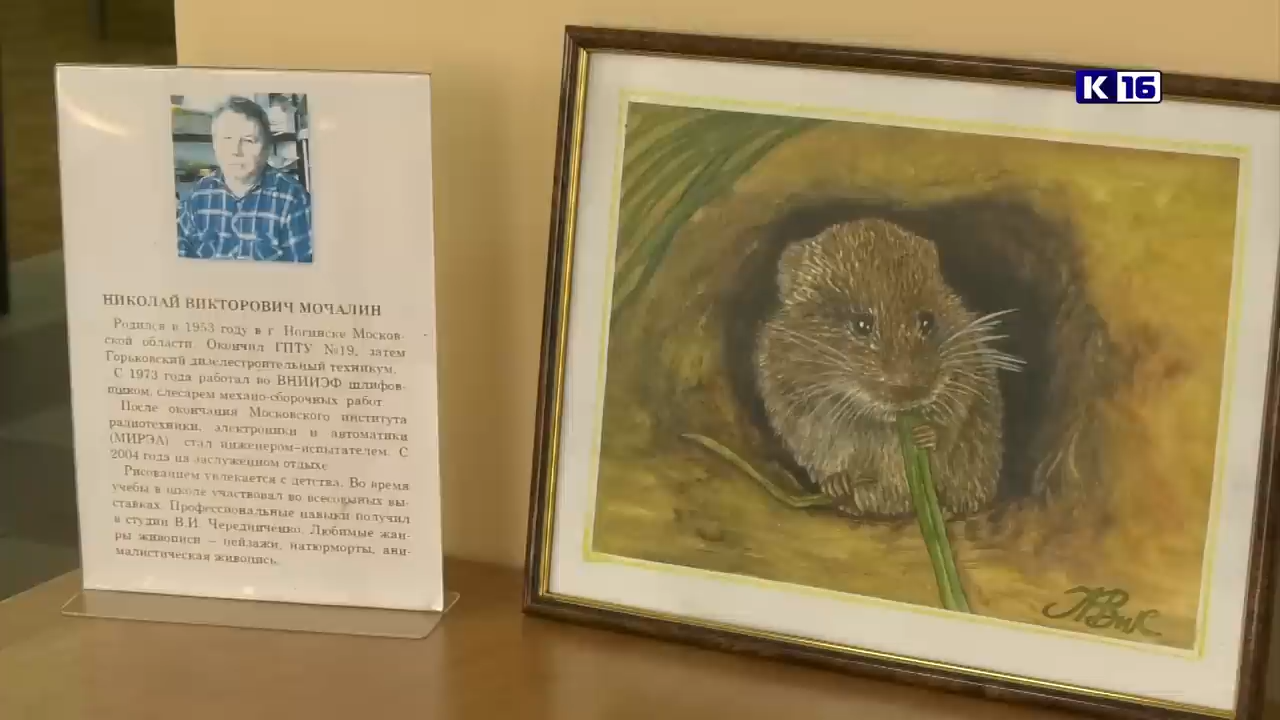 K 16
НИКОЛАЙ ВИКТОРОВИЧ МОЧАЛИН
Родился в 1953 году в г Ногинске Москов-
ской области. Окончил ГПТУ №19, затем
Горьковский дизелестроительный техникум.
С 1973 года работал во ВНИИЭФ шлифов-
щиком, слесарем механо-сборочных работ
После окончания Московского института
радиотехники, электроники и автоматики
(МИРЭА) стал инженером-испытателем. С
2004 года на заслуженном отдыхе
Рисованием увлекается с детства. Во время
учебы в школе участвовал во всесоюзных вы-
ставках. Профессиональные навыки получил
в студии В.И. Чередниченко. Любимые жан-
ры живописи – пейзажи, натюрморты, ани-
малистическая живопись.